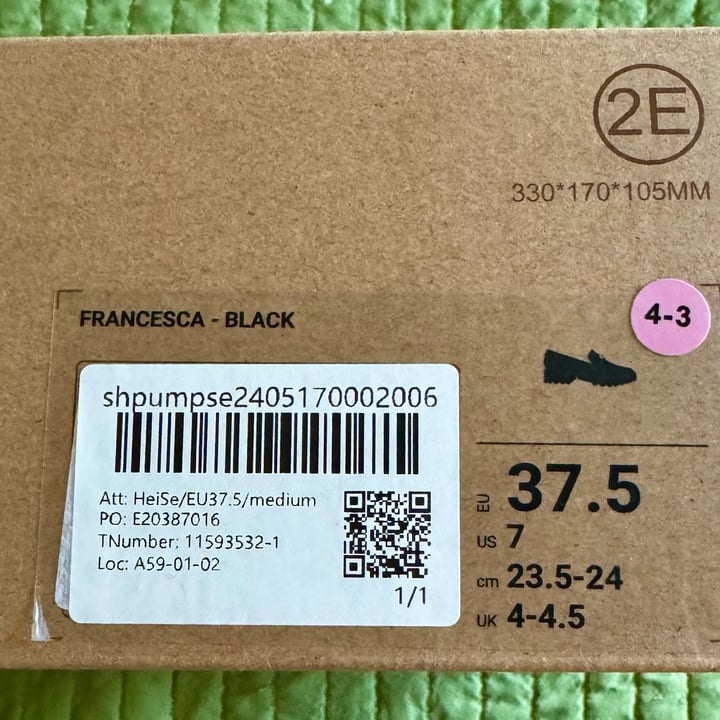 2E
330*170*105MM
FRANCESCA - BLACK
4-3
shpumpse2405170002006
Att: HeiSe/EU37.5/medium
PO: E20387016
TNumber: 11593532-1
Loc: A59-01-02
1/1
EU 37.5
US 7
cm 23.5-24
UK 4-4.5